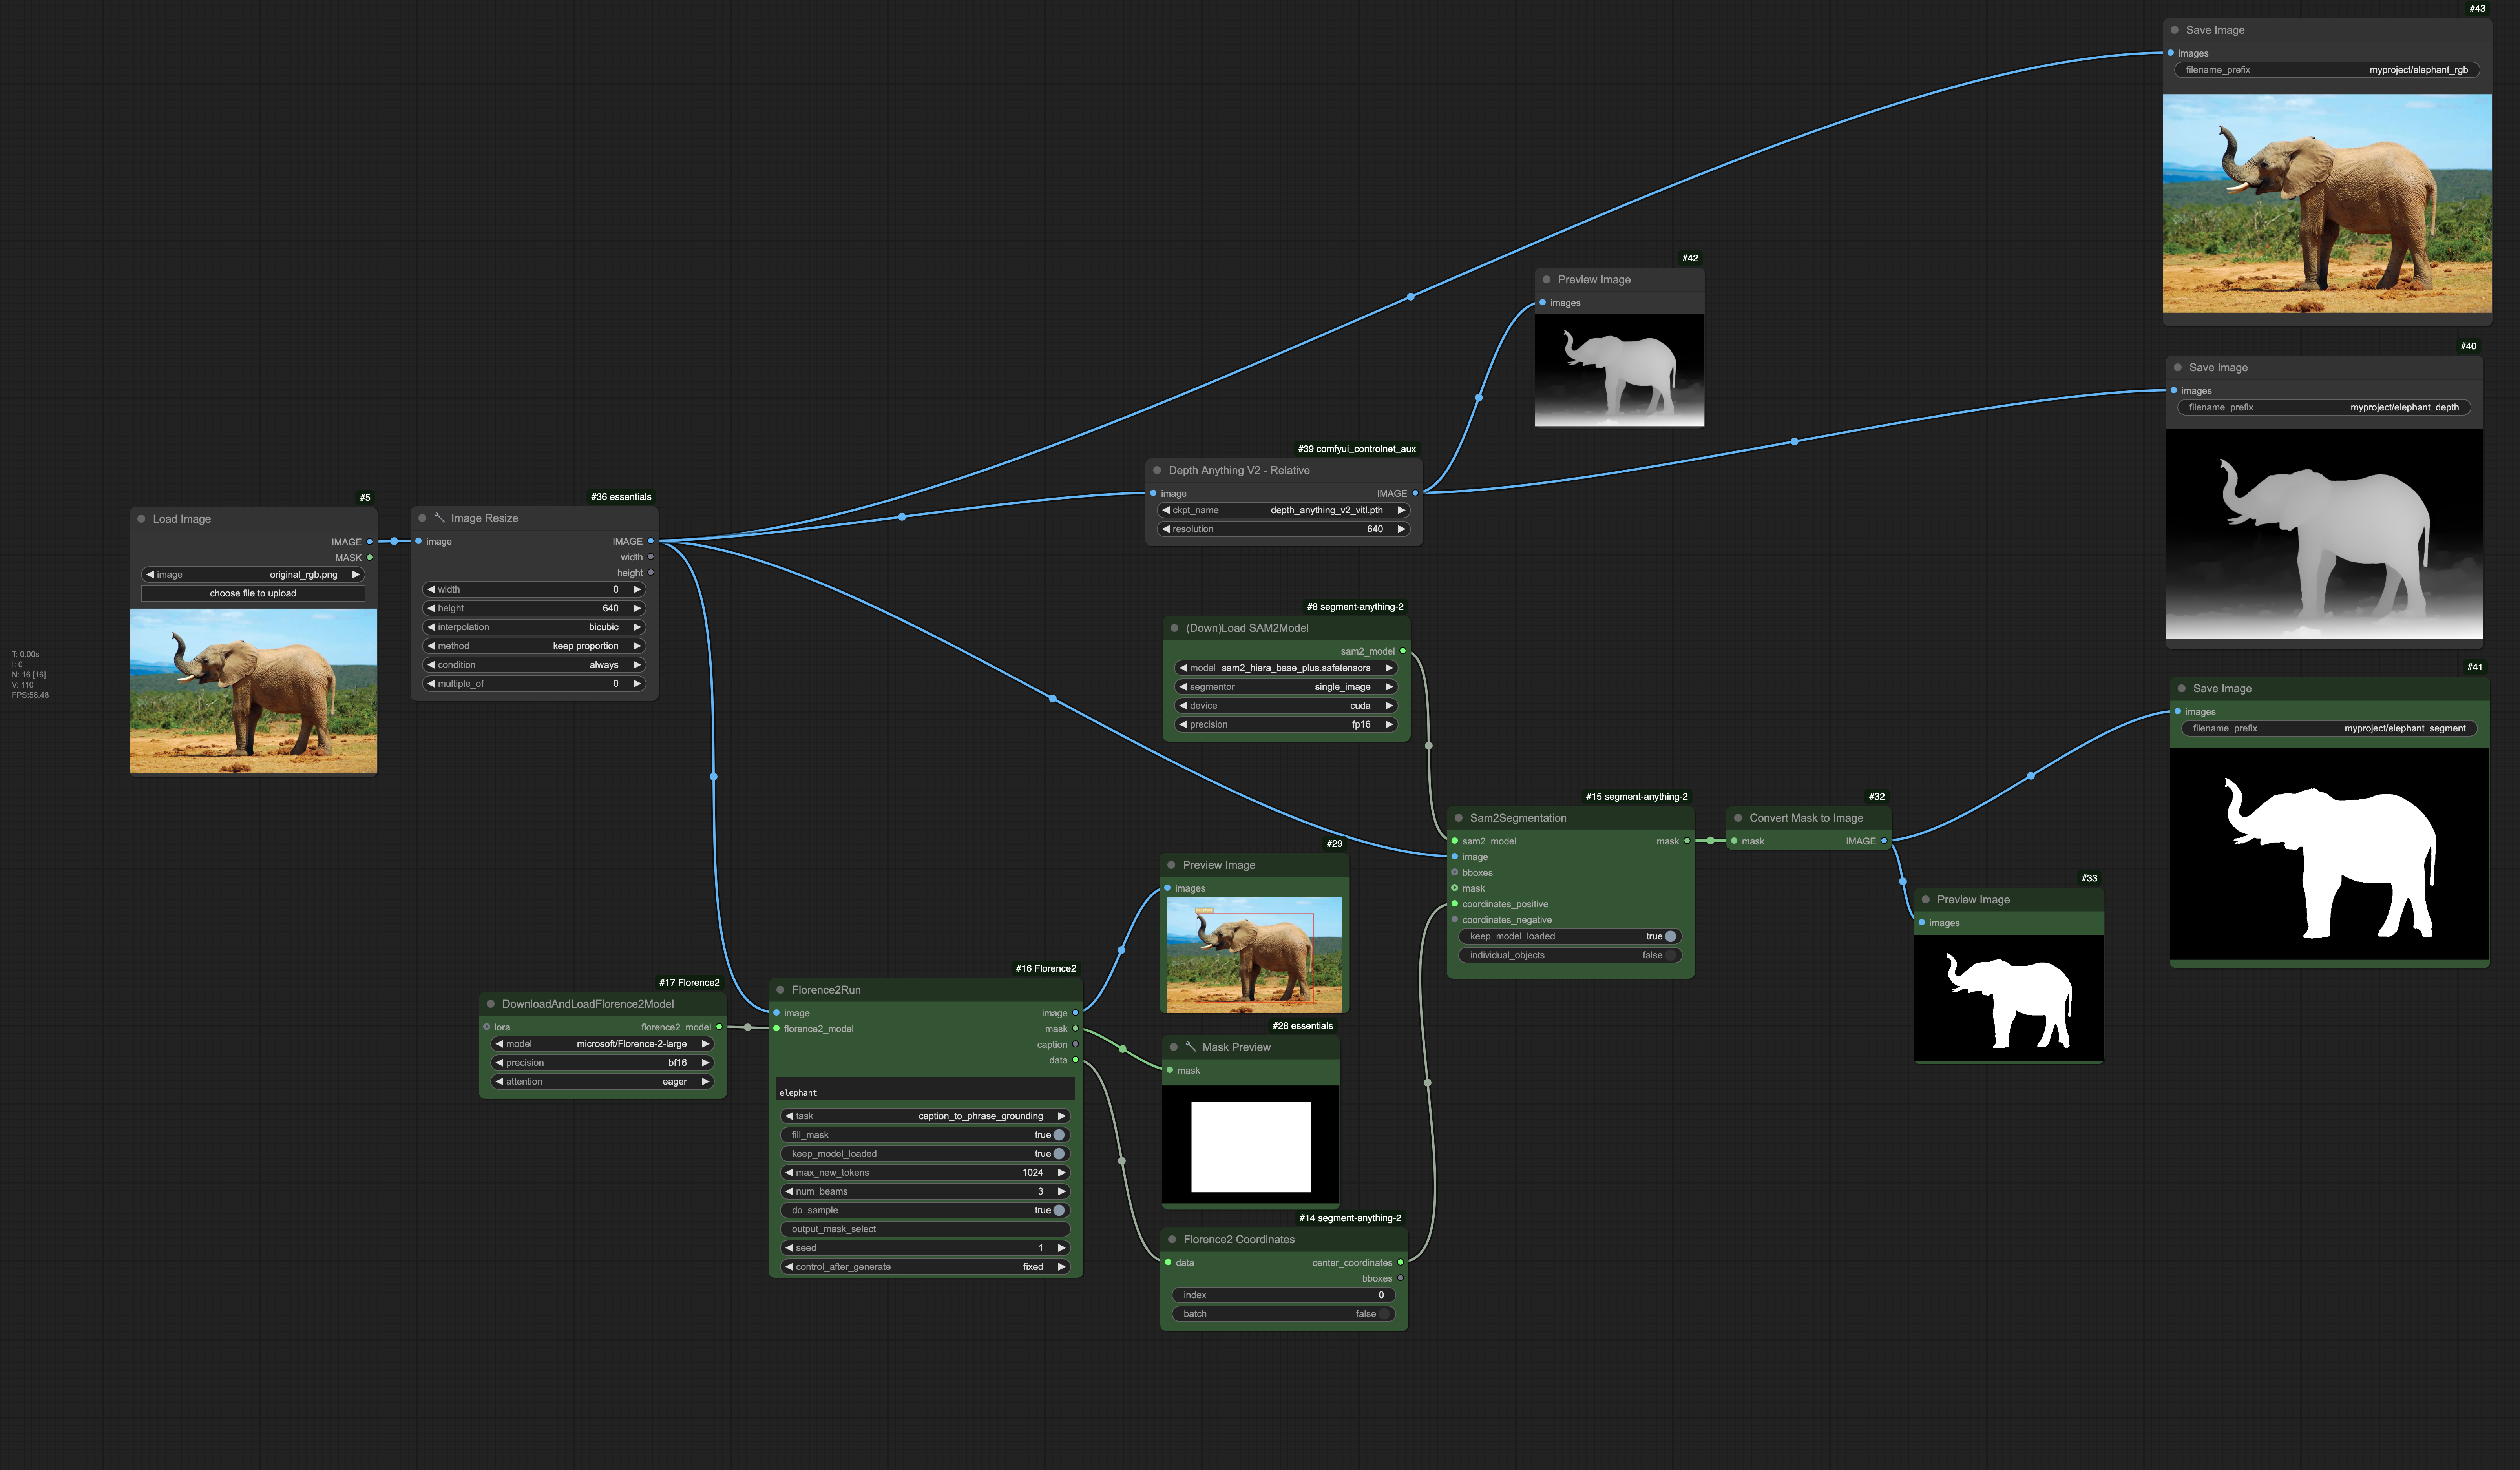 #43
Save Image
images
filename_prefix myproject/elephant_rgb
#42
Preview Image
images
#40
Save Image
images
filename_prefix myproject/elephant_depth
#39 comfyui_controlnet_aux
Depth Anything V2 - Relative
image IMAGE
ckpt_name depth_anything_v2_vitl.pth
resolution 640
#5
Load Image
IMAGE
MASK
image original_rgb.png
choose file to upload
#36 essentials
Image Resize
image IMAGE
width
height
width 0
height 640
interpolation bicubic
method keep proportion
condition always
multiple_of 0
T: 0.00s
I: 0
N: 16 [16]
V: 110
FPS:58.48
#8 segment-anything-2
(Down)Load SAM2Model
sam2_model
model sam2_hiera_base_plus.safetensors
segmentor single_image
device cuda
precision fp16
#41
Save Image
images
filename_prefix myproject/elephant_segment
#15 segment-anything-2
Sam2Segmentation
sam2_model mask
image
bboxes
mask
coordinates_positive
coordinates_negative
keep_model_loaded true
individual_objects false
#32
Convert Mask to Image
mask IMAGE
#33
Preview Image
images
#29
Preview Image
images
#17 Florence2
DownloadAndLoadFlorence2Model
lora florence2_model
model microsoft/Florence-2-large
precision bf16
attention eager
#16 Florence2
Florence2Run
image image
florence2_model mask
caption
data
elephant
task caption_to_phrase_grounding
fill_mask true
keep_model_loaded true
max_new_tokens 1024
num_beams 3
do_sample true
output_mask_select
seed 1
control_after_generate fixed
#28 essentials
Mask Preview
mask
#14 segment-anything-2
Florence2 Coordinates
data center_coordinates
bboxes
index 0
batch false